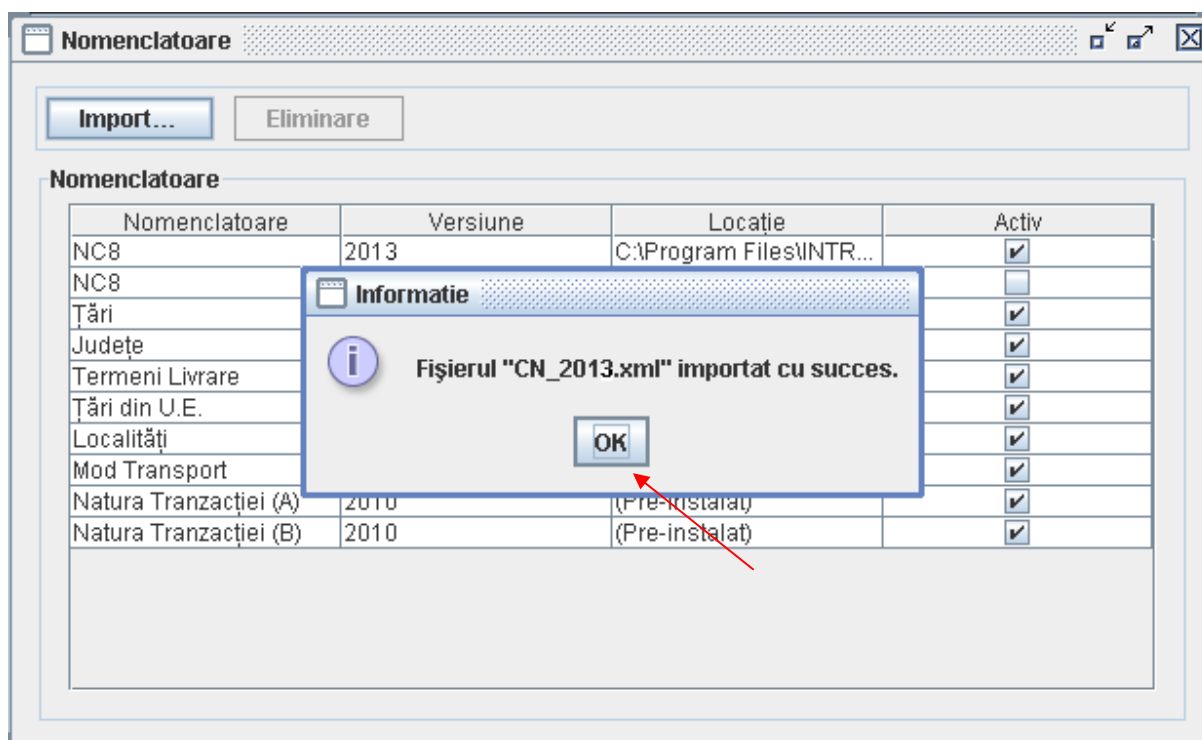 Nomenclatoare
Import... Eliminare
Nomenclatoare
Nomenclatoare Versiune Locație Activ
NC8 2013 C:\Program Files\INTR...
NC8
Țări
Județe
Termeni Livrare
Țări din U.E.
Localități
Mod Transport
Natura Tranzacției (A) 2010 (Pre-instalat)
Natura Tranzacției (B) 2010 (Pre-instalat)
Informatie
Fişierul "CN_2013.xml" importat cu succes.
OK